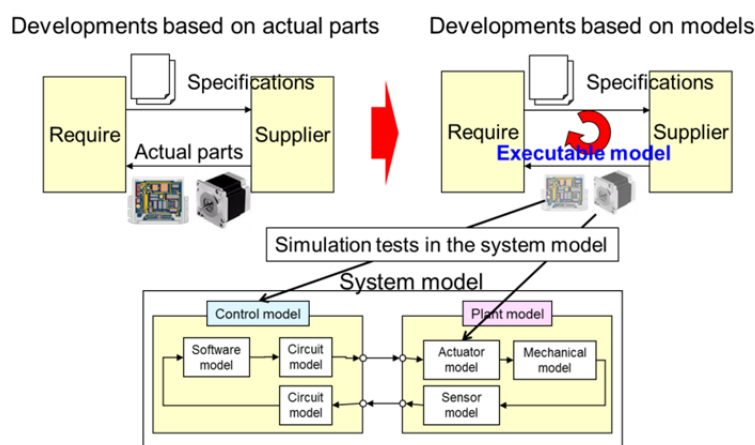 Developments based on actual parts
Developments based on models
Specifications
Require
Supplier
Actual parts
Specifications
Require
Supplier
Executable model
Simulation tests in the system model
System model
Control model
Plant model
Software
model
Circuit
model
Actuator
model
Mechanical
model
Circuit
model
Sensor
model